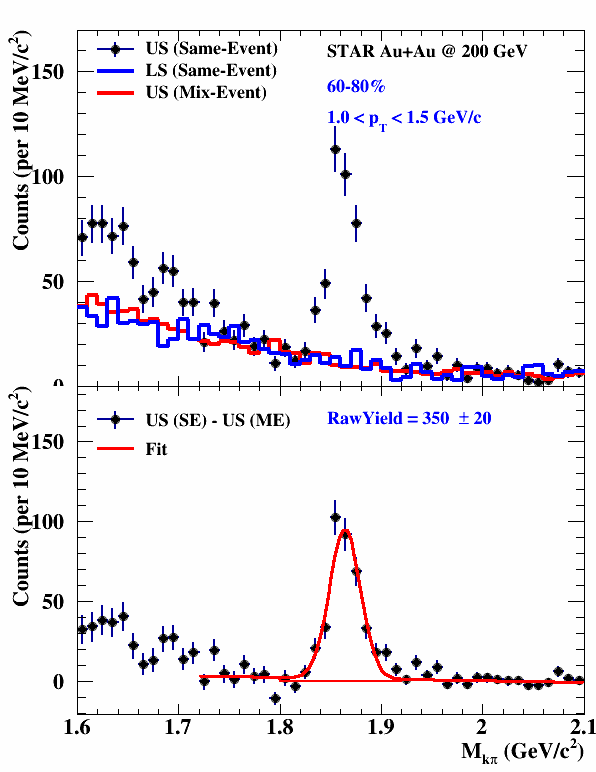 US (Same-Event)
LS (Same-Event)
US (Mix-Event)
STAR Au+Au @ 200 GeV
60-80%
1.0 < p_T < 1.5 GeV/c
Counts (per 10 MeV/c²)
150
100
50
0
US (SE) - US (ME)
Fit
RawYield = 350 ± 20
Counts (per 10 MeV/c²)
150
100
50
0
1.6 1.7 1.8 1.9 2 2.1
M_kπ (GeV/c²)